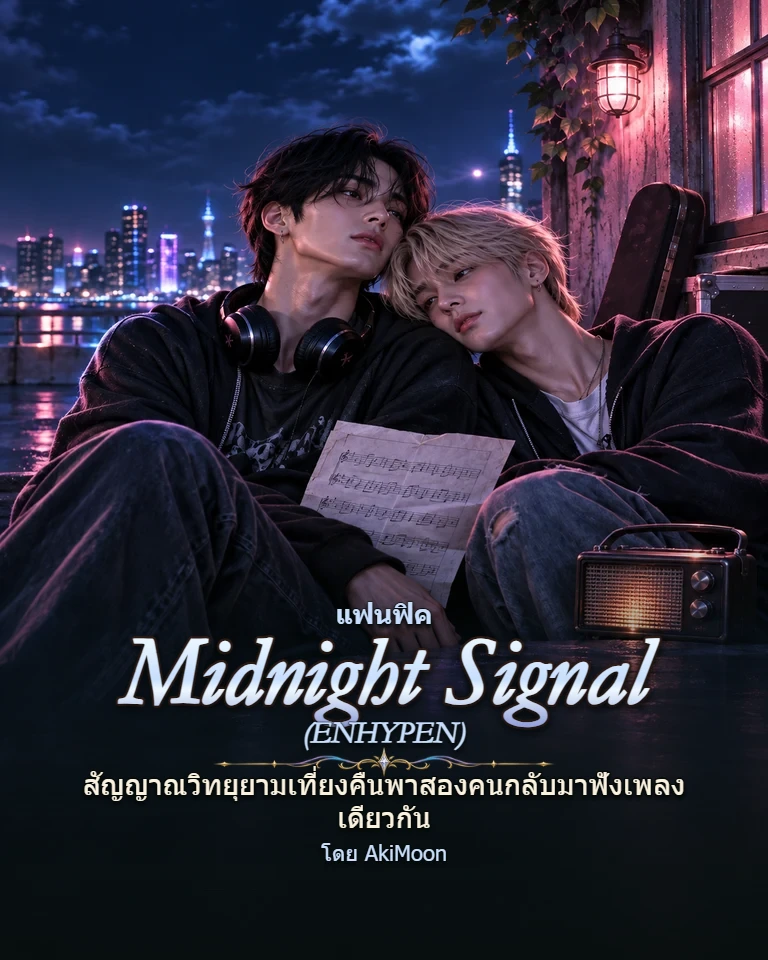 แฟนฟิค
Midnight Signal
(ENHYPEN)
สัญญาณวิทยุยามเที่ยงคืนพาสองคนกลับมาฟังเพลง
เดียวกัน
โดย AkiMoon